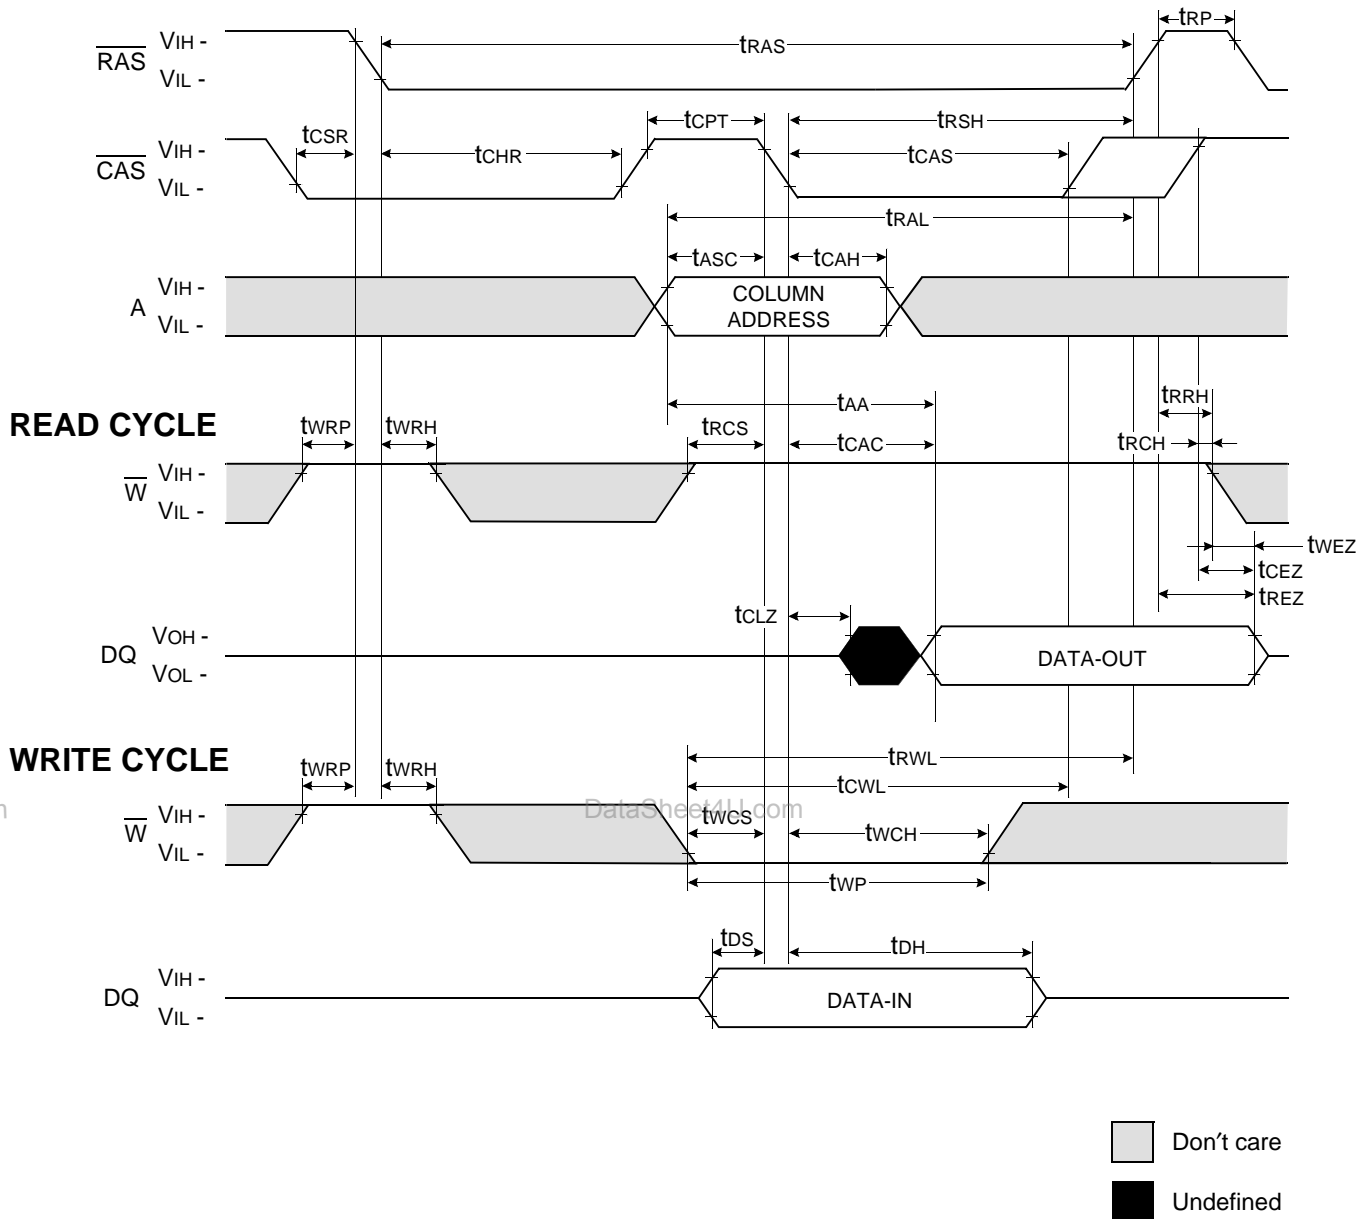 tRP
VIH -
RAS
tRAS
VIL -
tCPT
tRSH
tCSR
VIH -
CAS
tCHR
tCAS
VIL -
tRAL
tASC
tCAH
VIH -
A
COLUMN
ADDRESS
VIL -
tRRH
tAA
READ CYCLE
tWRP
tWRH
tRCS
tCAC
tRCH
VIH -
W
VIL -
tWEZ
tCEZ
tREZ
tCLZ
VOH -
DQ
DATA-OUT
VOL -
WRITE CYCLE
tWRP
tWRH
tRWL
tCWL
DataSheet4U.com
m
VIH -
W
tWCS
tWCH
VIL -
tWP
tDS
tDH
VIH -
DQ
DATA-IN
VIL -
Don′t care
Undefined